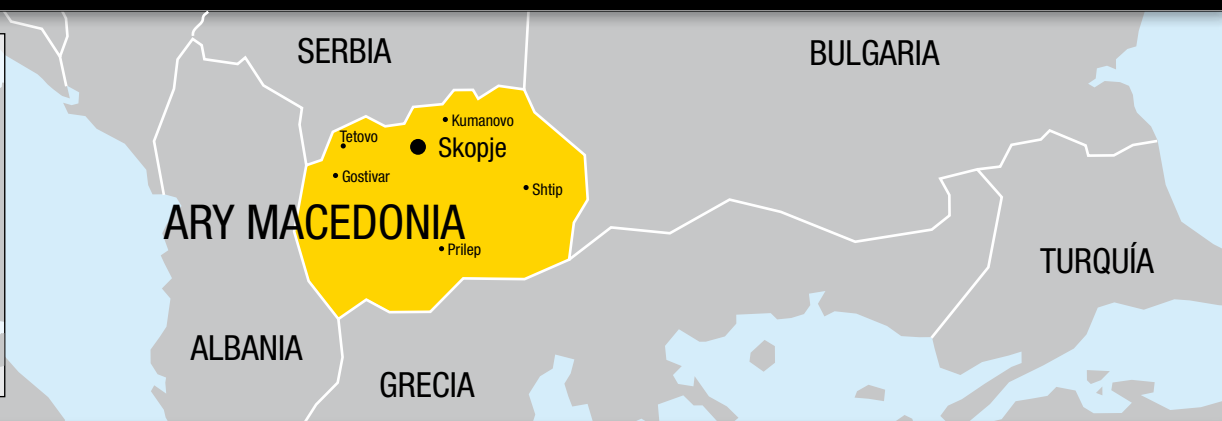 SERBIA
BULGARIA
Kumanovo
Tetovo
Skopje
Gostivar
Shtip
ARY MACEDONIA
Prilep
TURQUÍA
ALBANIA
GRECIA